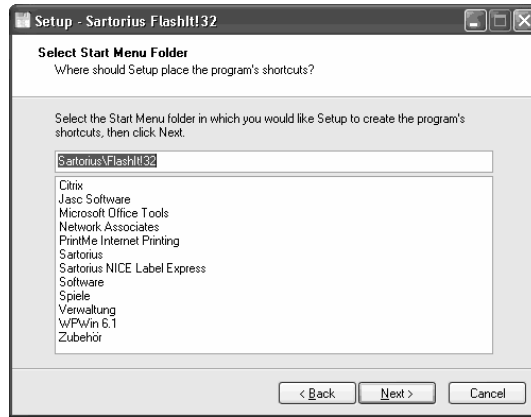 Setup - Sartorius FlashIt!32
Select Start Menu Folder
Where should Setup place the program's shortcuts?
Select the Start Menu folder in which you would like Setup to create the program's
shortcuts, then click Next.
Sartorius\FlashIt!32
Citrix
Jasc Software
Microsoft Office Tools
Network Associates
PrintMe Internet Printing
Sartorius
Sartorius NICE Label Express
Software
Spiele
Verwaltung
WPWin 6.1
Zubehör
< Back
Next >
Cancel